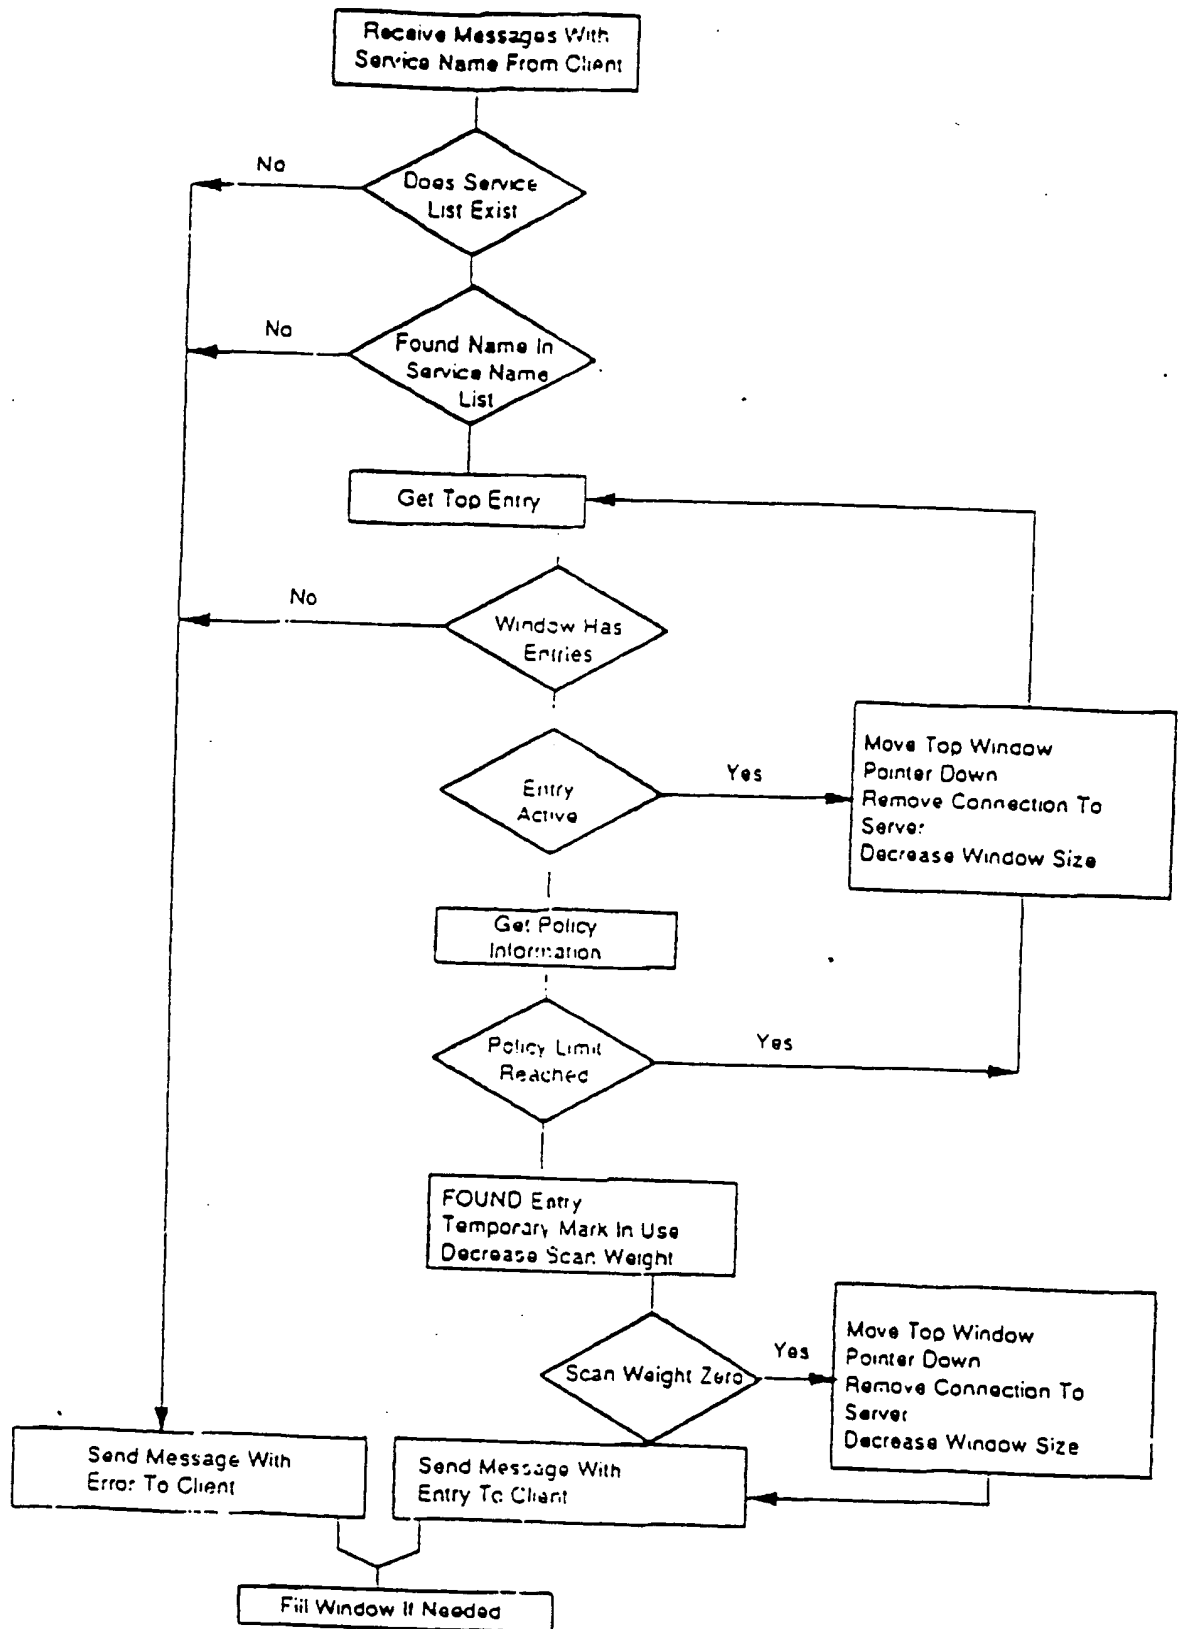 Receive Messages With
Service Name From Client
No
Does Service
List Exist
No
Found Name In
Service Name
List
Get Top Entry
No
Window Has
Entries
Entry
Active
Yes
Move Top Window
Pointer Down
Remove Connection To
Server
Decrease Window Size
Get Policy
Information
Policy Limit
Reached
Yes
FOUND Entry
Temporary Mark In Use
Decrease Scan Weight
Scan Weight Zero
Yes
Move Top Window
Pointer Down
Remove Connection To
Server
Decrease Window Size
Send Message With
Error To Client
Send Message With
Entry To Client
Fill Window If Needed